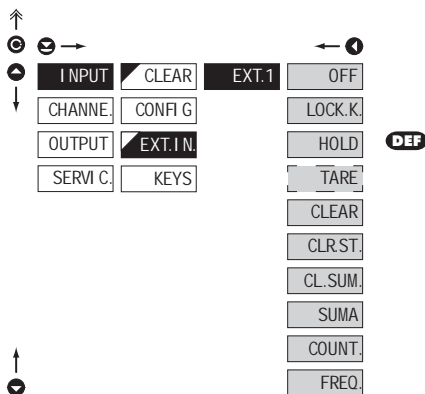 INPUT CLEAR EXT.1 OFF
CHANNE. CONFIG LOCK.K.
OUTPUT EXT.IN. HOLD DEF
SERVIC. KEYS TARE
CLEAR
CLR.ST.
CL.SUM.
SUMA
COUNT.
FREQ.